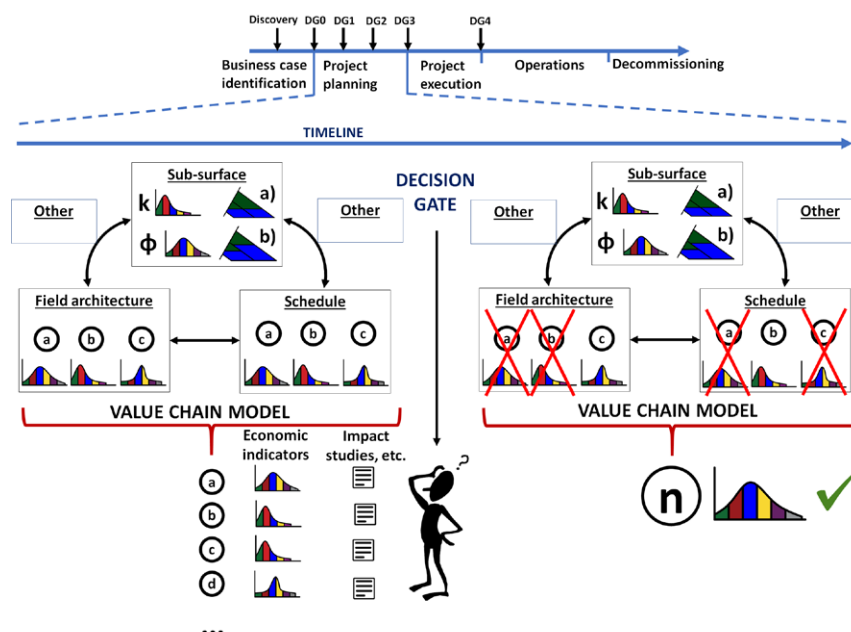 Discovery DG0 DG1 DG2 DG3 DG4
Business case identification
Project planning
Project execution
Operations
Decommissioning
TIMELINE
Sub-surface
k
a)
ϕ
b)
Other
Other
Field architecture
a b c
Schedule
a b c
VALUE CHAIN MODEL
Economic indicators
Impact studies, etc.
a
b
c
d
...
DECISION
GATE
?
Sub-surface
k
a)
ϕ
b)
Other
Other
Field architecture
a b c
Schedule
a b c
VALUE CHAIN MODEL
n